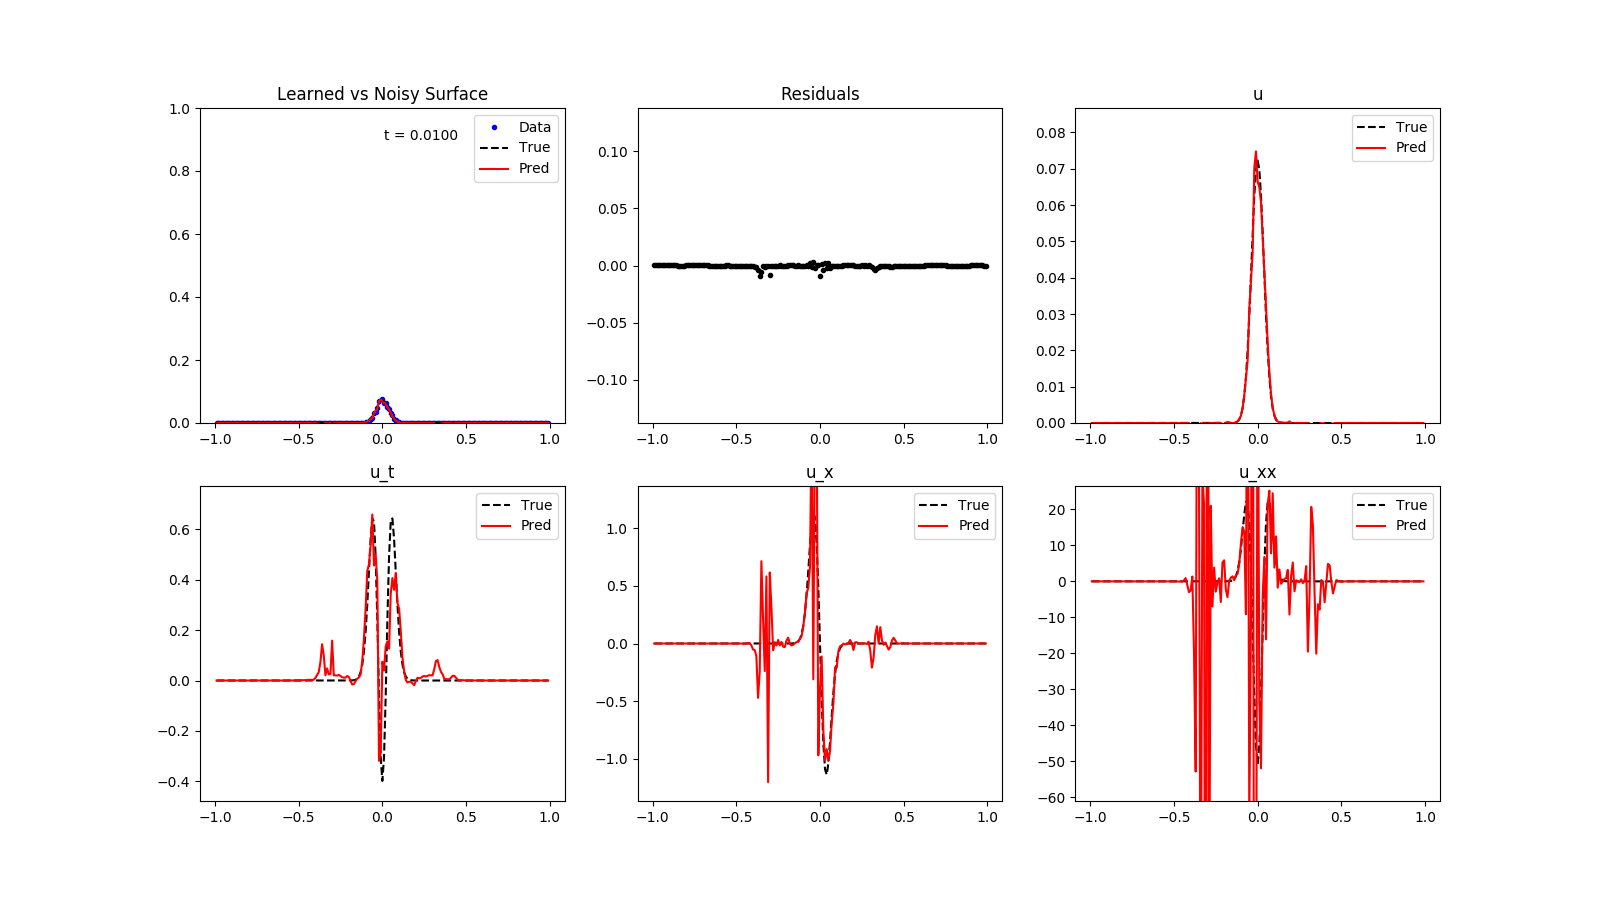 Learned vs Noisy Surface
1.0
0.8
0.6
0.4
0.2
0.0
−1.0 −0.5 0.0 0.5 1.0
t = 0.0100
Data
True
Pred
Residuals
0.10
0.05
0.00
−0.05
−0.10
−1.0 −0.5 0.0 0.5 1.0
u
0.08
0.07
0.06
0.05
0.04
0.03
0.02
0.01
0.00
−1.0 −0.5 0.0 0.5 1.0
True
Pred
u_t
0.6
0.4
0.2
0.0
−0.2
−0.4
−1.0 −0.5 0.0 0.5 1.0
True
Pred
u_x
1.0
0.5
0.0
−0.5
−1.0
−1.0 −0.5 0.0 0.5 1.0
True
Pred
u_xx
20
10
0
−10
−20
−30
−40
−50
−60
−1.0 −0.5 0.0 0.5 1.0
True
Pred